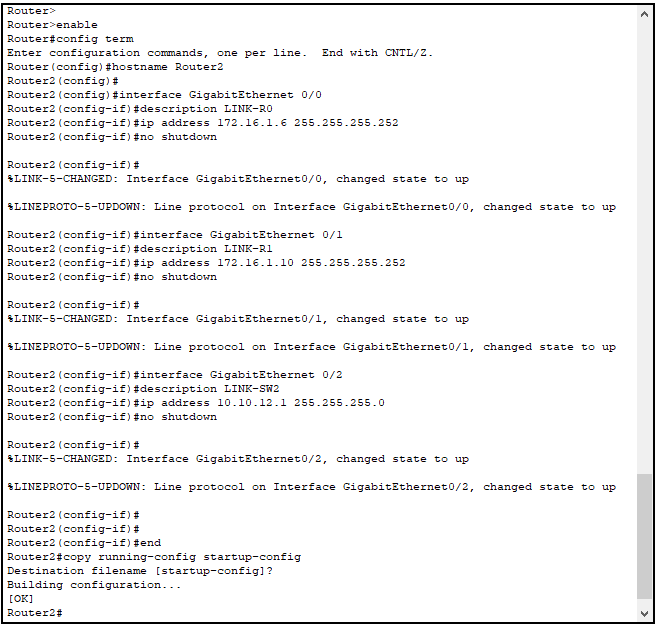 Router>
Router>enable
Router#config term
Enter configuration commands, one per line.  End with CNTL/Z.
Router(config)#hostname Router2
Router2(config)#
Router2(config)#interface GigabitEthernet 0/0
Router2(config-if)#description LINK-R0
Router2(config-if)#ip address 172.16.1.6 255.255.255.252
Router2(config-if)#no shutdown
Router2(config-if)#
%LINK-5-CHANGED: Interface GigabitEthernet0/0, changed state to up
%LINEPROTO-5-UPDOWN: Line protocol on Interface GigabitEthernet0/0, changed state to up
Router2(config-if)#interface GigabitEthernet 0/1
Router2(config-if)#description LINK-R1
Router2(config-if)#ip address 172.16.1.10 255.255.255.252
Router2(config-if)#no shutdown
Router2(config-if)#
%LINK-5-CHANGED: Interface GigabitEthernet0/1, changed state to up
%LINEPROTO-5-UPDOWN: Line protocol on Interface GigabitEthernet0/1, changed state to up
Router2(config-if)#interface GigabitEthernet 0/2
Router2(config-if)#description LINK-SW2
Router2(config-if)#ip address 10.10.12.1 255.255.255.0
Router2(config-if)#no shutdown
Router2(config-if)#
%LINK-5-CHANGED: Interface GigabitEthernet0/2, changed state to up
%LINEPROTO-5-UPDOWN: Line protocol on Interface GigabitEthernet0/2, changed state to up
Router2(config-if)#
Router2(config-if)#
Router2(config-if)#end
Router2#copy running-config startup-config
Destination filename [startup-config]?
Building configuration...
[OK]
Router2#